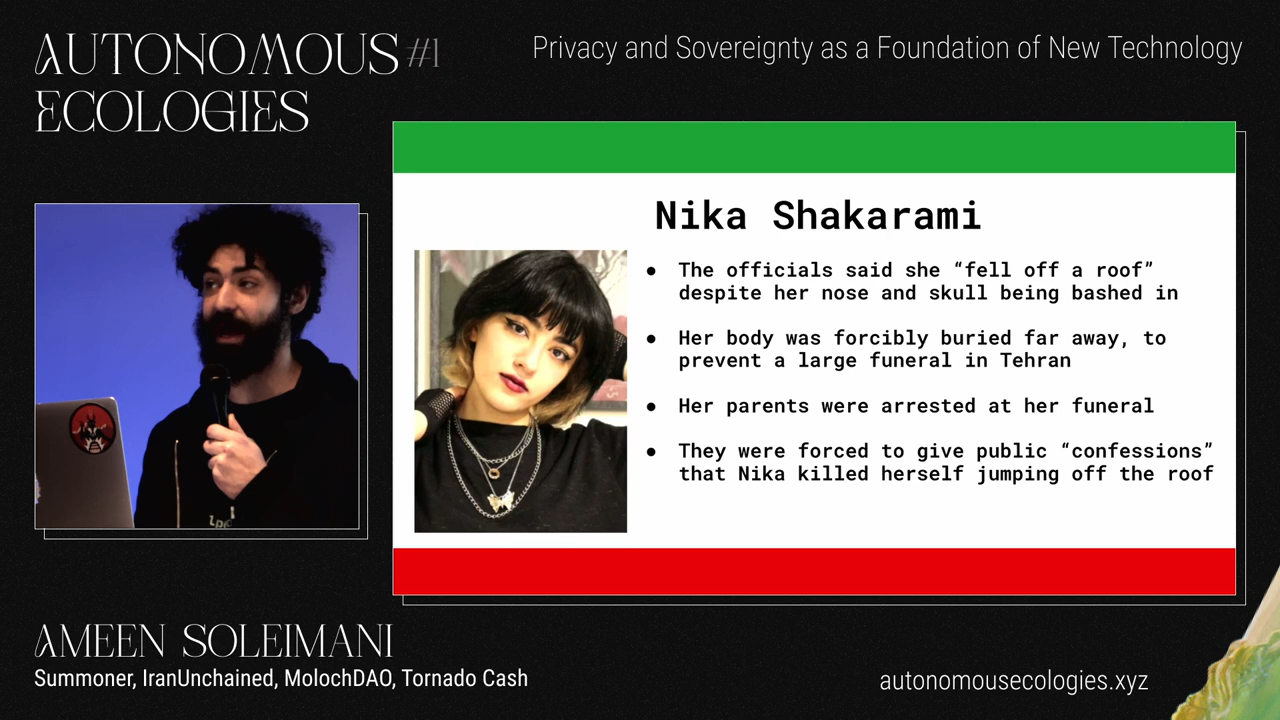 AUTONOMOUS #1
ECOLOGIES
Privacy and Sovereignty as a Foundation of New Technology
Nika Shakarami
● The officials said she “fell off a roof”
despite her nose and skull being bashed in
● Her body was forcibly buried far away, to
prevent a large funeral in Tehran
● Her parents were arrested at her funeral
● They were forced to give public “confessions”
that Nika killed herself jumping off the roof
AMEEN SOLEIMANI
Summoner, IranUnchained, MolochDAO, Tornado Cash
autonomousecologies.xyz